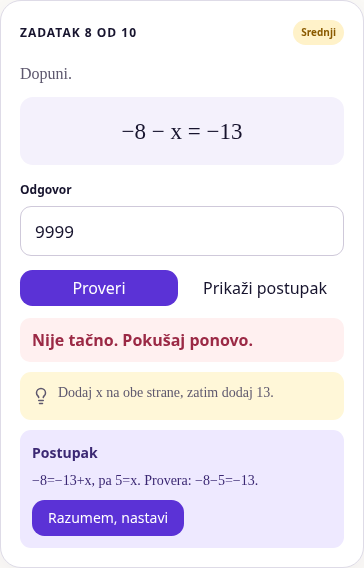 ZADATAK 8 OD 10
Srednji
Dopuni.
−8 − x = −13
Odgovor
9999
Proveri
Prikaži postupak
Nije tačno. Pokušaj ponovo.
Dodaj x na obe strane, zatim dodaj 13.
Postupak
−8=−13+x, pa 5=x. Provera: −8−5=−13.
Razumem, nastavi